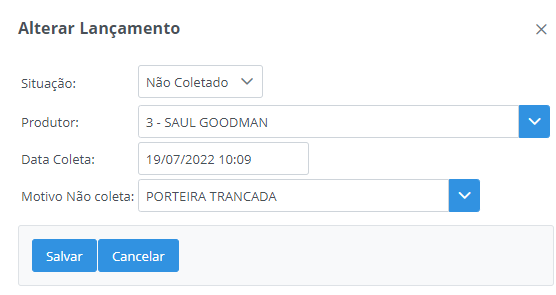 Alterar Lançamento
Situação: Não Coletado
Produtor: 3 - SAUL GOODMAN
Data Coleta: 19/07/2022 10:09
Motivo Não coleta: PORTEIRA TRANCADA
Salvar Cancelar